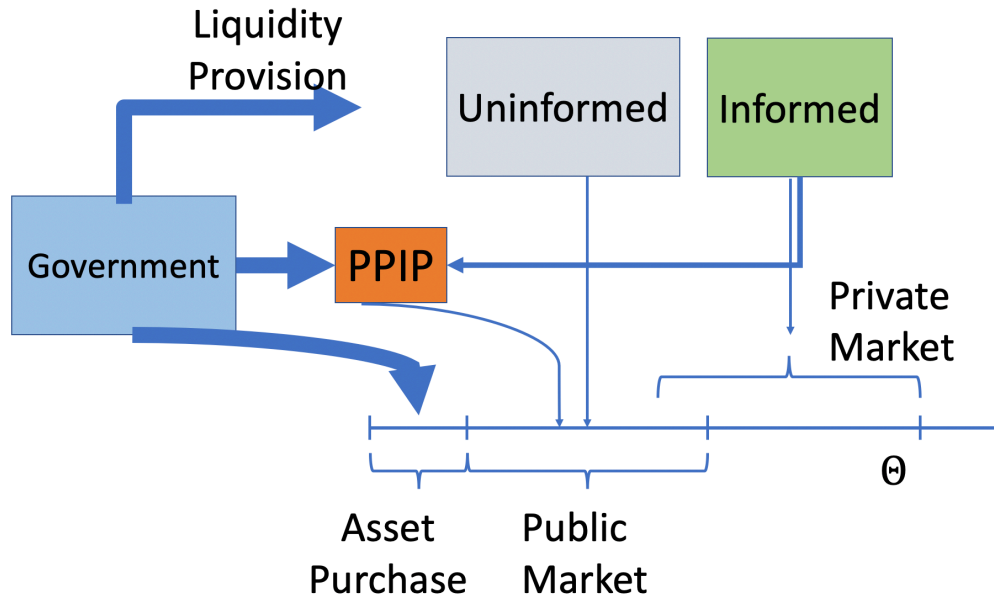 Liquidity
Provision
Uninformed
Informed
Government
PPIP
Private
Market
Θ
Asset
Purchase
Public
Market